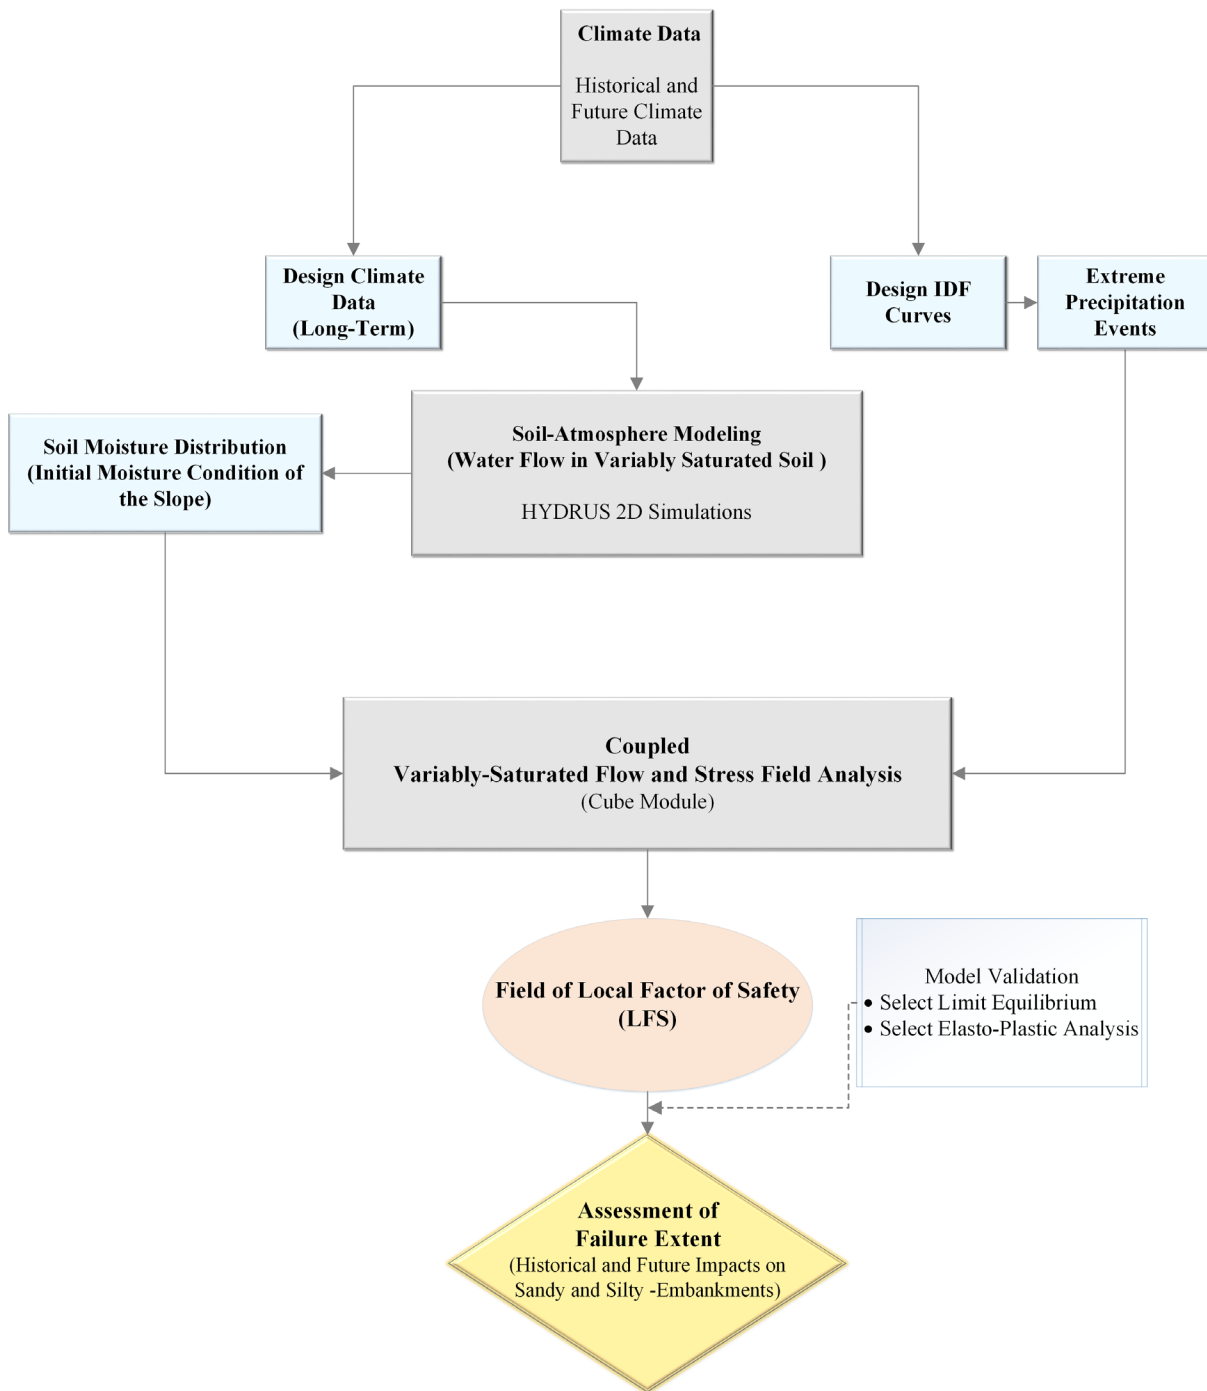 Climate Data
Historical and
Future Climate
Data
Design Climate
Data
(Long-Term)
Design IDF
Curves
Extreme
Precipitation
Events
Soil Moisture Distribution
(Initial Moisture Condition of
the Slope)
Soil-Atmosphere Modeling
(Water Flow in Variably Saturated Soil )
HYDRUS 2D Simulations
Coupled
Variably-Saturated Flow and Stress Field Analysis
(Cube Module)
Field of Local Factor of Safety
(LFS)
Model Validation
• Select Limit Equilibrium
• Select Elasto-Plastic Analysis
Assessment of
Failure Extent
(Historical and Future Impacts on
Sandy and Silty -Embankments)